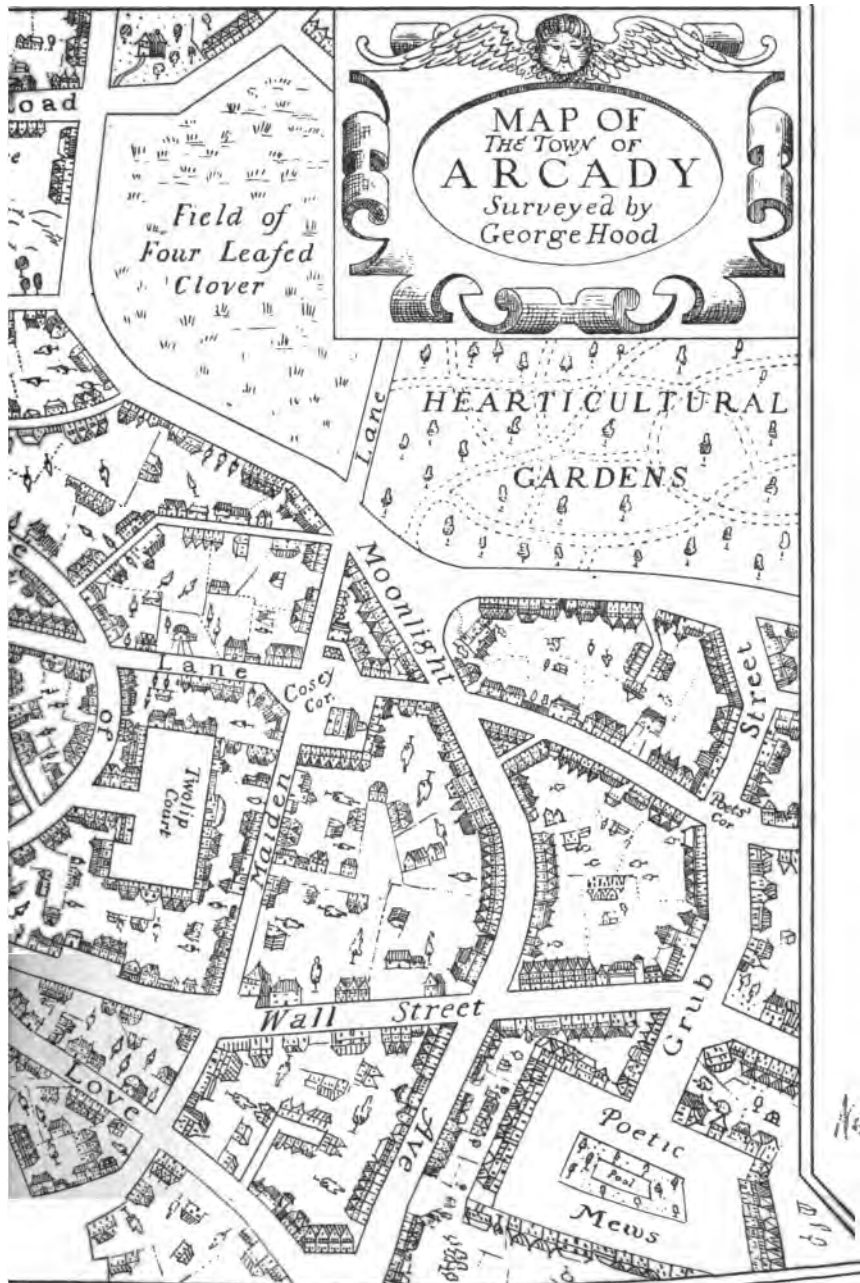 oad
MAP OF
THE TOWN OF
ARCADY
Surveyed by
George Hood
Field of
Four Leafed
Clover
Lane
HEARTICULTURAL
GARDENS
e
Moonlight
Lane
of
Cosey
Cor.
Street
Twolip
Court
Maiden
Poets'
Cor
Wall Street
Grub
Love
Ave
Poetic
Pool
Mews